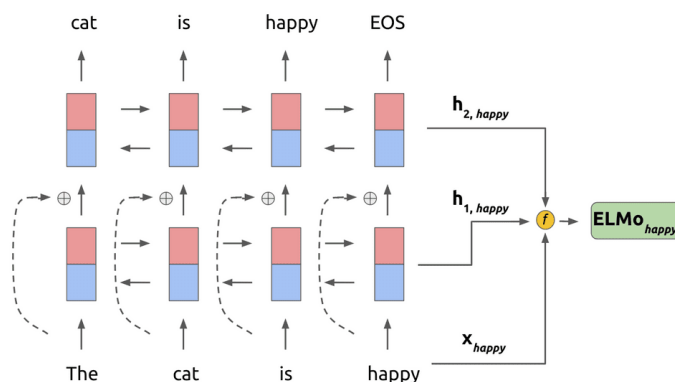 cat is happy EOS
h2, happy
h1, happy
f
ELMohappy
xhappy
The cat is happy